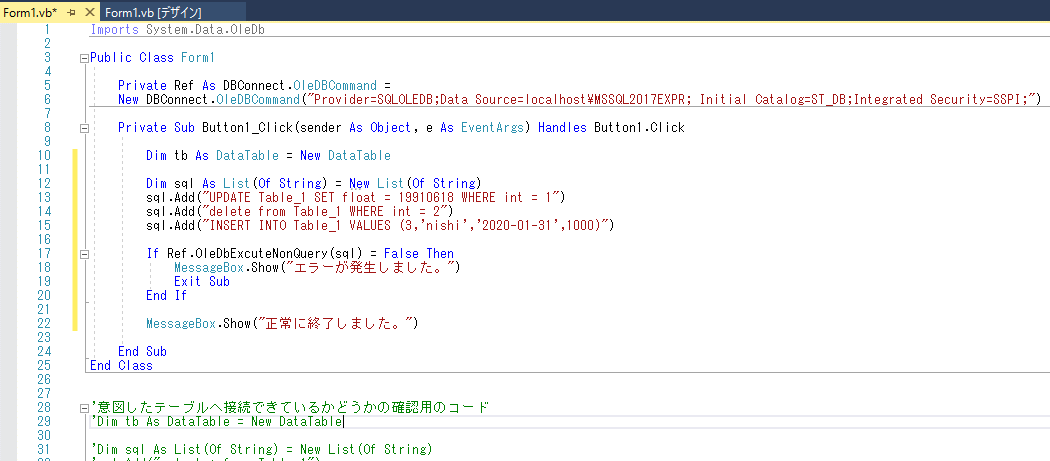 Form1.vb* Form1.vb [デザイン]
1 Imports System.Data.OleDb
2
3 Public Class Form1
4
5 Private Ref As DBConnect.OleDBCommand =
6 New DBConnect.OleDBCommand("Provider=SQLOLEDB;Data Source=localhost¥MSSQL2017EXPR; Initial Catalog=ST_DB;Integrated Security=SSPI;")
7
8 Private Sub Button1_Click(sender As Object, e As EventArgs) Handles Button1.Click
9
10 Dim tb As DataTable = New DataTable
11
12 Dim sql As List(Of String) = New List(Of String)
13 sql.Add("UPDATE Table_1 SET float = 19910618 WHERE int = 1")
14 sql.Add("delete from Table_1 WHERE int = 2")
15 sql.Add("INSERT INTO Table_1 VALUES (3,'nishi','2020-01-31',1000)")
16
17 If Ref.OleDbExcuteNonQuery(sql) = False Then
18 MessageBox.Show("エラーが発生しました。")
19 Exit Sub
20 End If
21
22 MessageBox.Show("正常に終了しました。")
23
24 End Sub
25 End Class
26
27
28 '意図したテーブルへ接続できているかどうかの確認用のコード
29 'Dim tb As DataTable = New DataTable
30
31 'Dim sql As List(Of String) = New List(Of String)